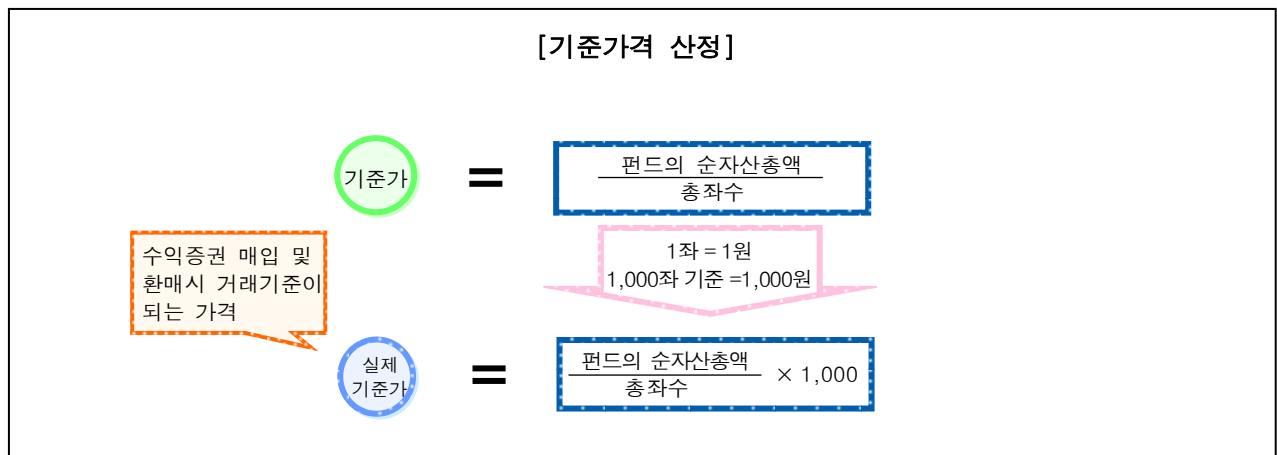 [기준가격 산정]
기준가
=
펀드의 순자산총액
총좌수
1좌 = 1원
1,000좌 기준 =1,000원
수익증권 매입 및
환매시 거래기준이
되는 가격
실제
기준가
=
펀드의 순자산총액
총좌수
× 1,000